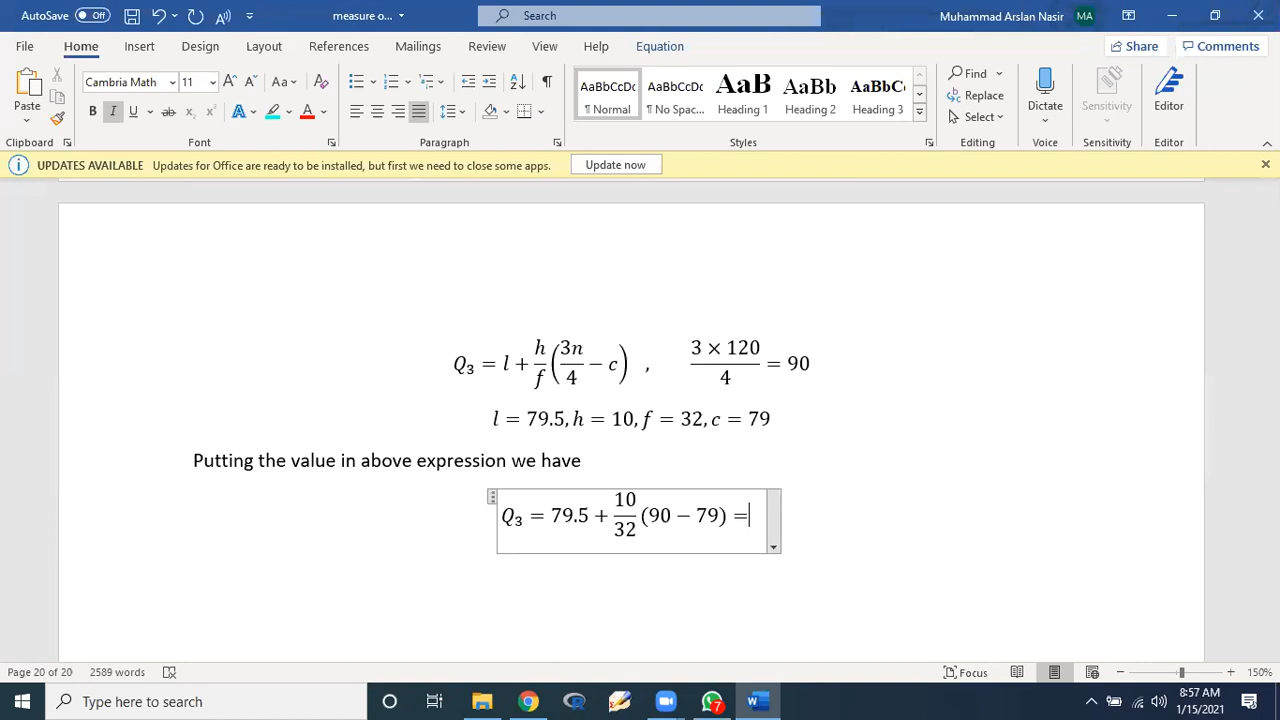 AutoSave Off measure o... Search Muhammad Arslan Nasir MA
File Home Insert Design Layout References Mailings Review View Help Equation Share Comments
Paste Cambria Math 11 A A Aa A AaBbCcDc AaBbCcDc AaB AaBb AaBbC Find Dictate Sensitivity Editor
¶ Normal ¶ No Spac... Heading 1 Heading 2 Heading 3 Replace
B I U ab x₂ x² A A Select
Clipboard Font Paragraph Styles Editing Voice Sensitivity Editor
UPDATES AVAILABLE Updates for Office are ready to be installed, but first we need to close some apps. Update now
Q₃ = l + h/f (3n/4 − c) , 3 × 120/4 = 90
l = 79.5, h = 10, f = 32, c = 79
Putting the value in above expression we have
Q₃ = 79.5 + 10/32 (90 − 79) =
Page 20 of 20 2589 words Focus 150%
Type here to search 7 8:57 AM
1/15/2021